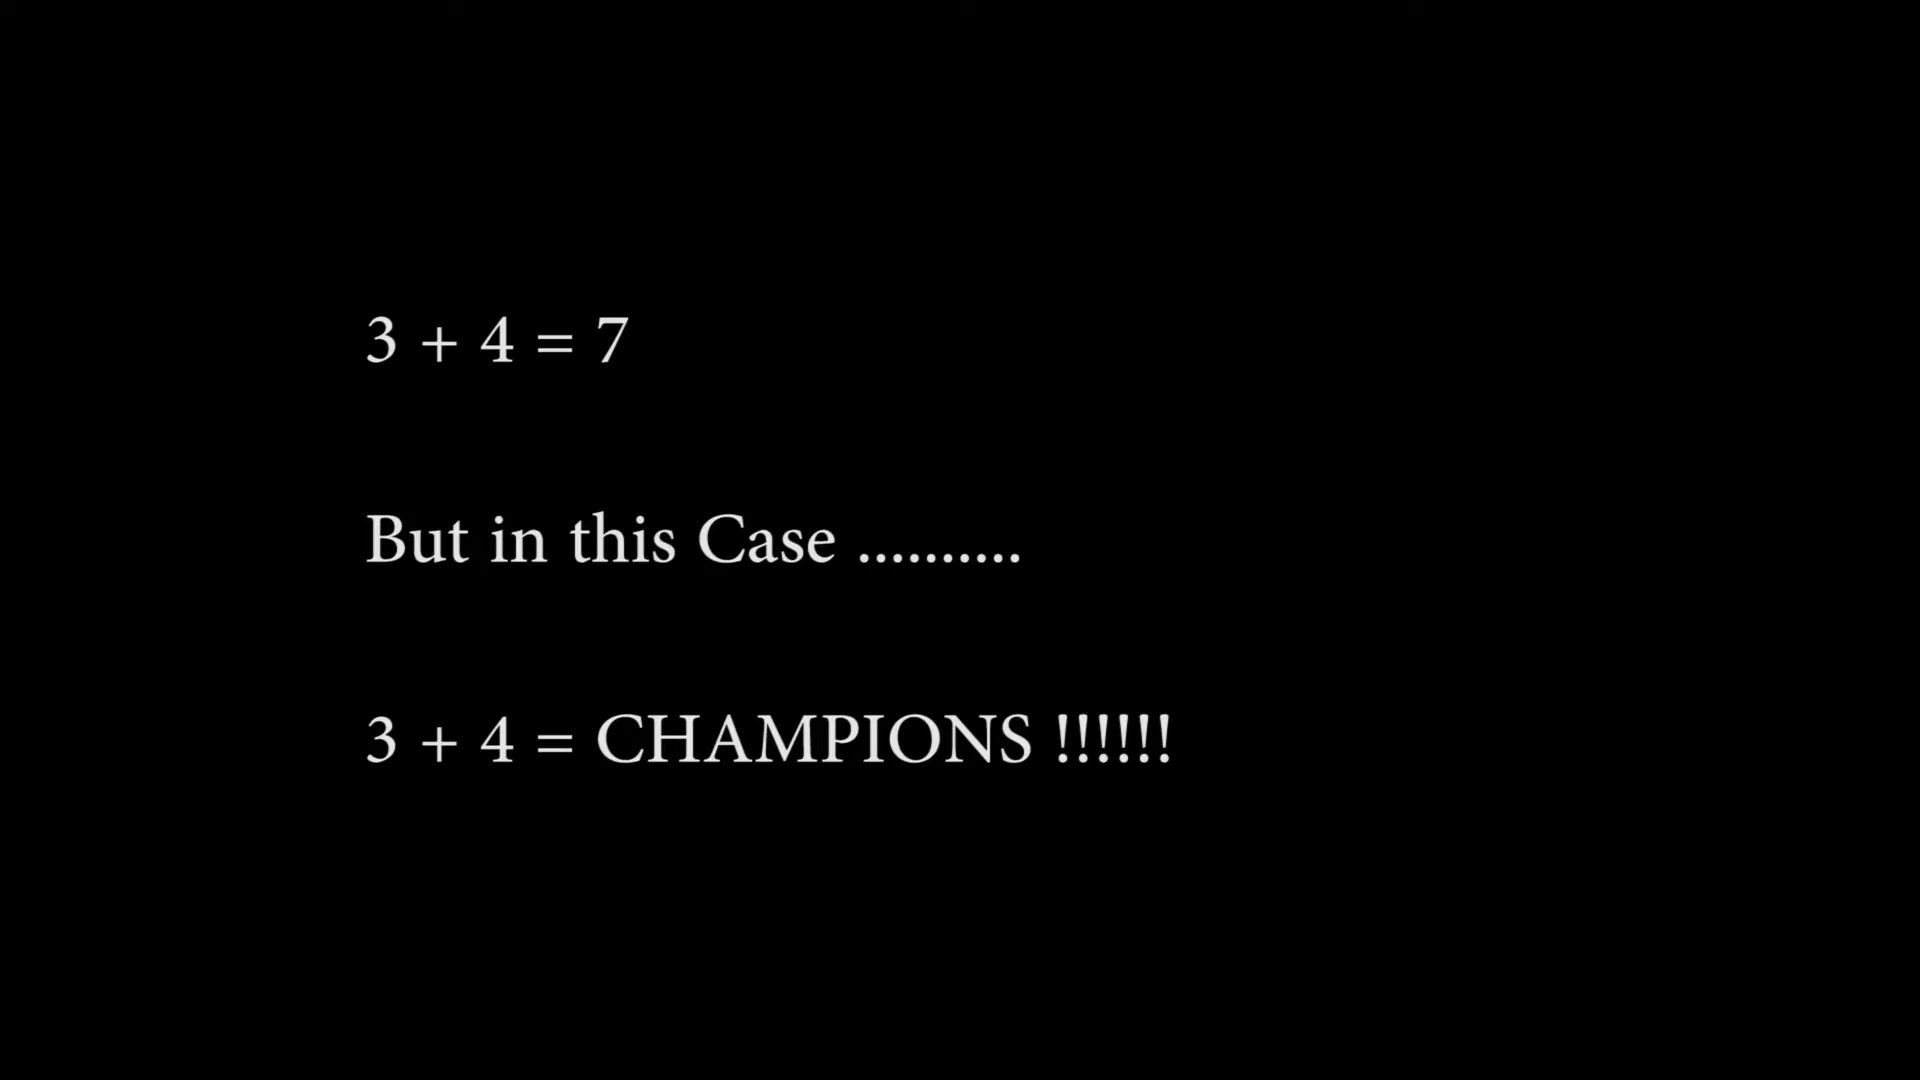 3 + 4 = 7
But in this Case ..........
3 + 4 = CHAMPIONS !!!!!!